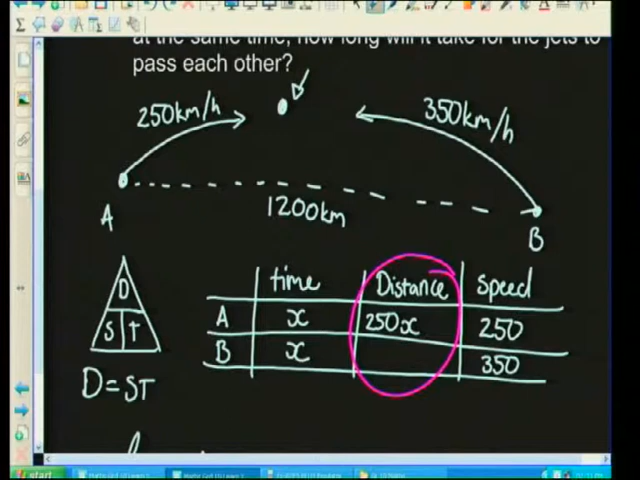 at the same time, how long will it take for the jets to
pass each other?
250km/h
350km/h
1200km
A
B
D
S T
D=ST
time Distance speed
A x 250x 250
B x 350
start